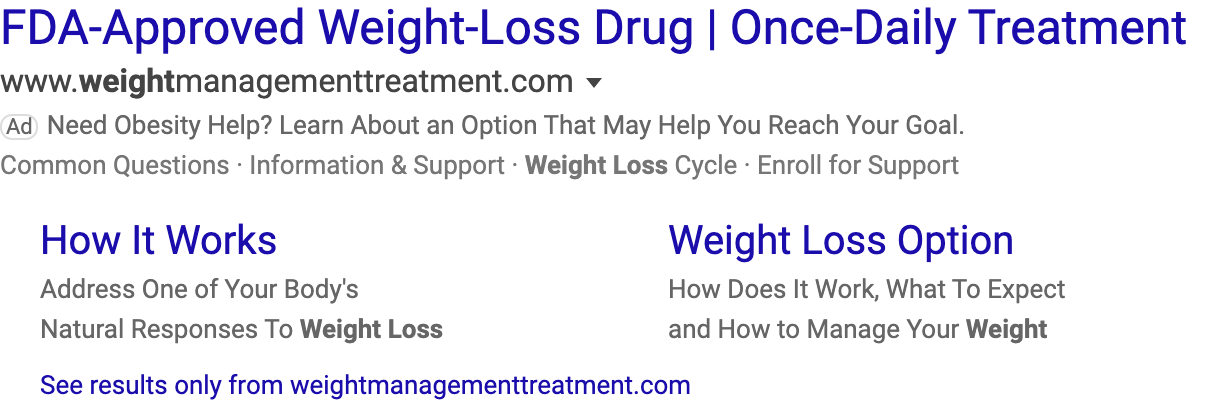 FDA-Approved Weight-Loss Drug | Once-Daily Treatment
www.weightmanagementtreatment.com
Ad Need Obesity Help? Learn About an Option That May Help You Reach Your Goal.
Common Questions · Information & Support · Weight Loss Cycle · Enroll for Support
How It Works
Address One of Your Body's
Natural Responses To Weight Loss
Weight Loss Option
How Does It Work, What To Expect
and How to Manage Your Weight
See results only from weightmanagementtreatment.com